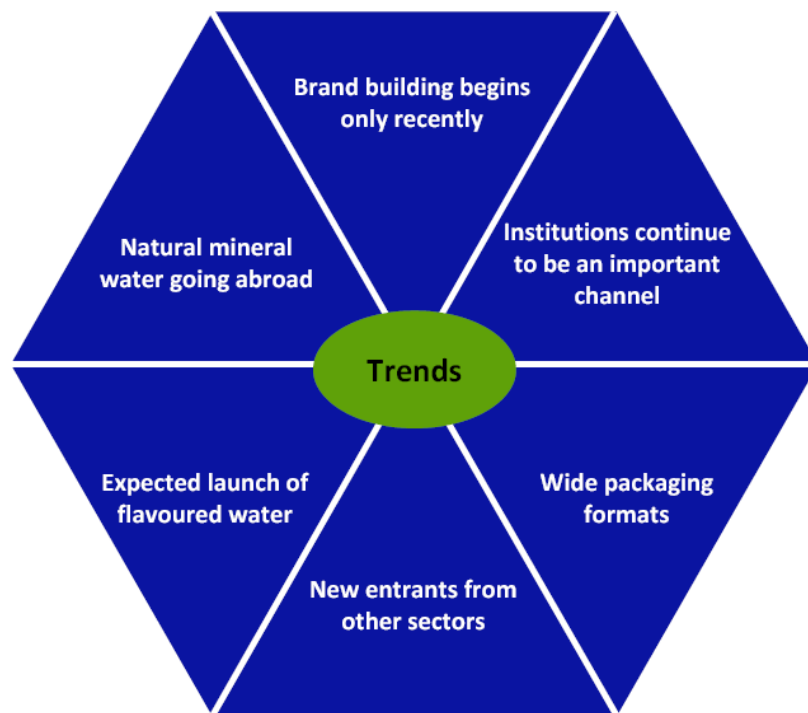 Brand building begins
only recently
Institutions continue
to be an important
channel
Natural mineral
water going abroad
Trends
Expected launch of
flavoured water
Wide packaging
formats
New entrants from
other sectors